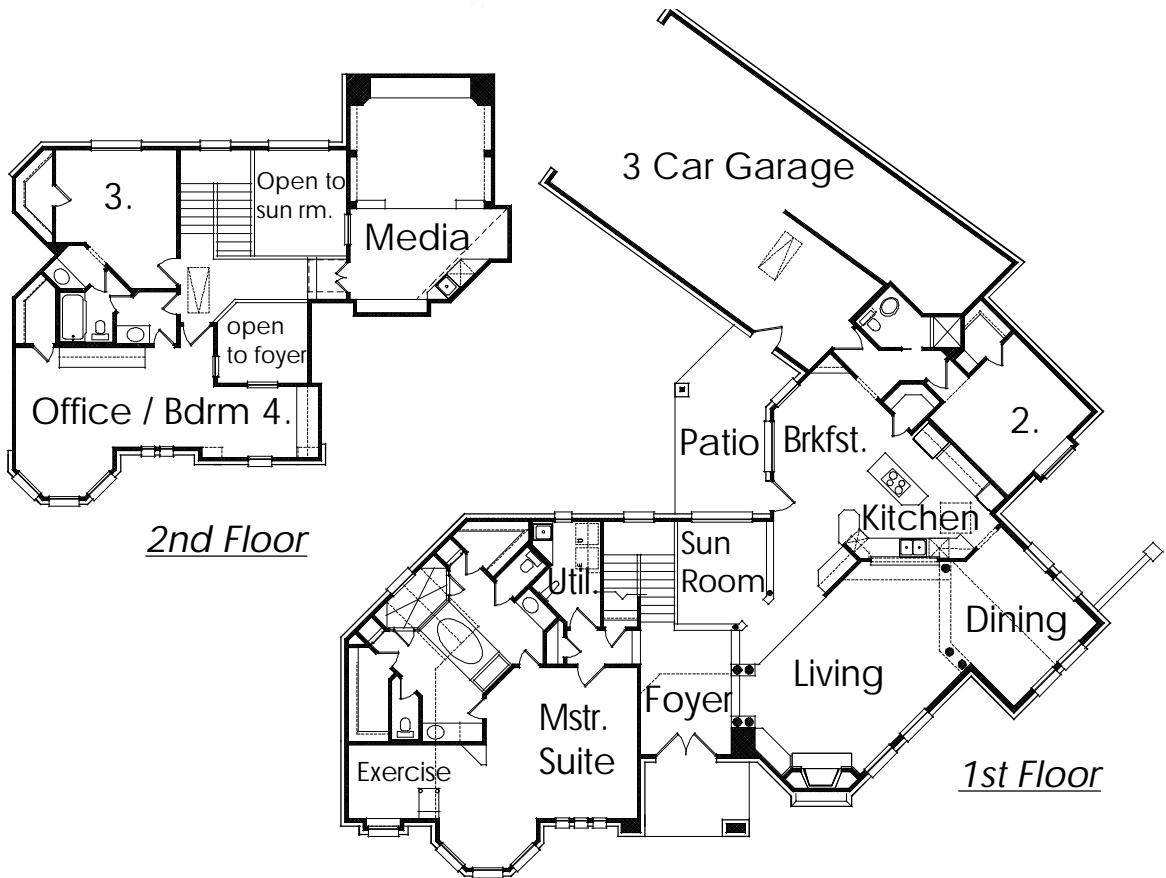 3 Car Garage
3.
Open to
sun rm.
Media
open
to foyer
Office / Bdrm 4.
2.
Patio
Brkfst.
2nd Floor
Kitchen
Sun
Room
Util.
Dining
Living
Foyer
Mstr.
Suite
Exercise
1st Floor